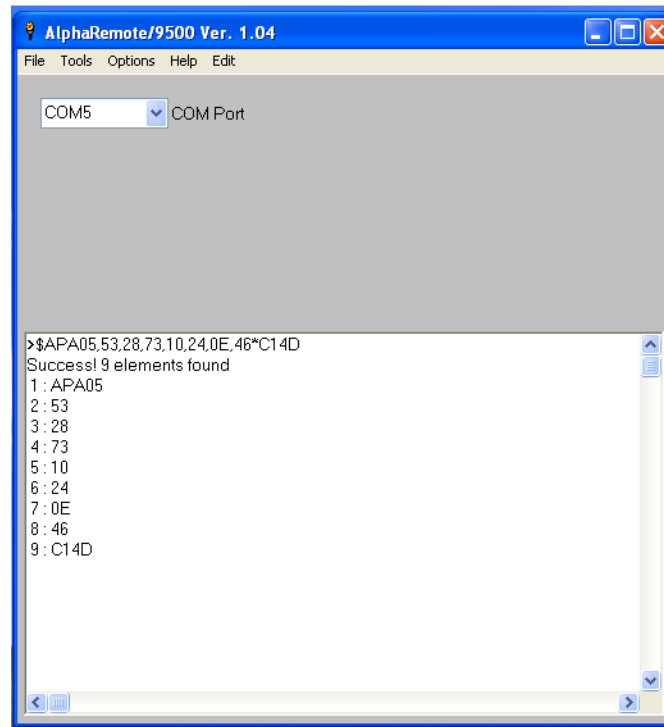 AlphaRemote/9500 Ver. 1.04
File Tools Options Help Edit
COM5 COM Port
>$APA05,53,28,73,10,24,0E,46*C14D
Success! 9 elements found
1 : APA05
2 : 53
3 : 28
4 : 73
5 : 10
6 : 24
7 : 0E
8 : 46
9 : C14D